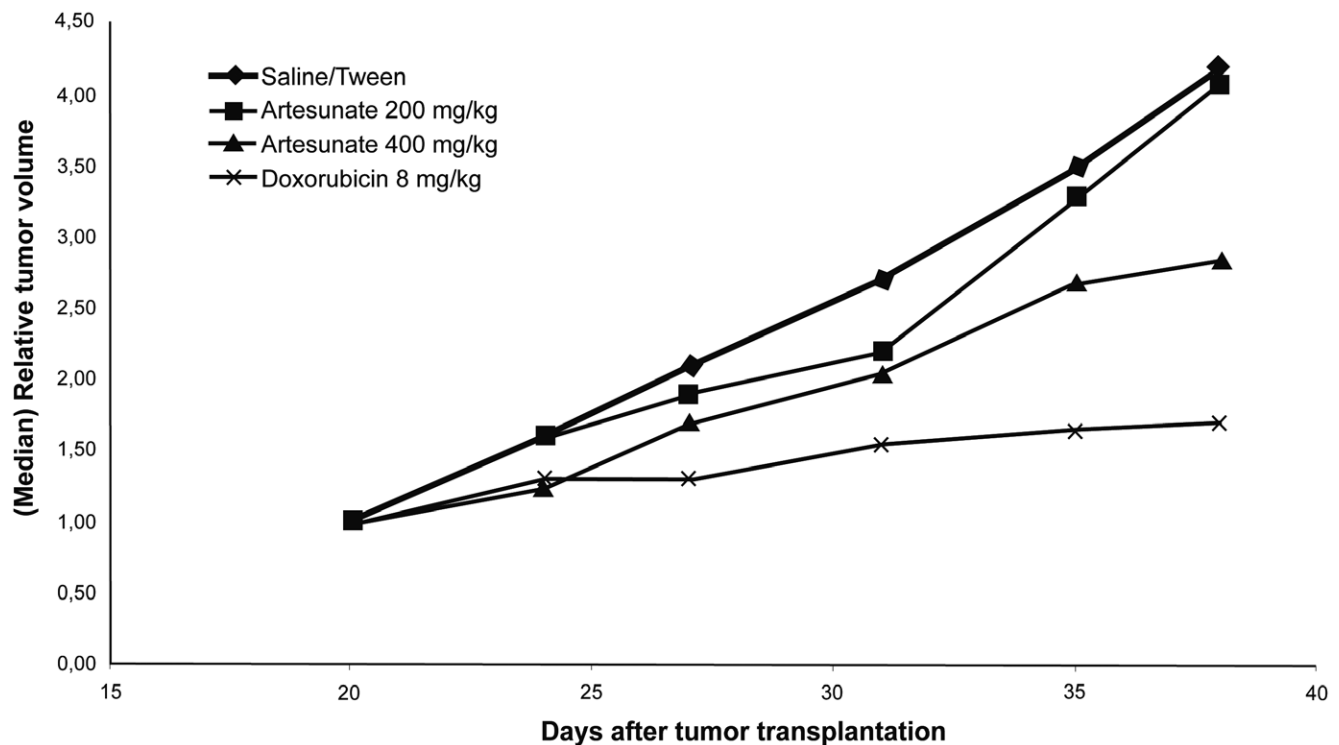 4,50
4,00
3,50
3,00
2,50
2,00
1,50
1,00
0,50
0,00
(Median) Relative tumor volume
Saline/Tween
Artesunate 200 mg/kg
Artesunate 400 mg/kg
Doxorubicin 8 mg/kg
15 20 25 30 35 40
Days after tumor transplantation